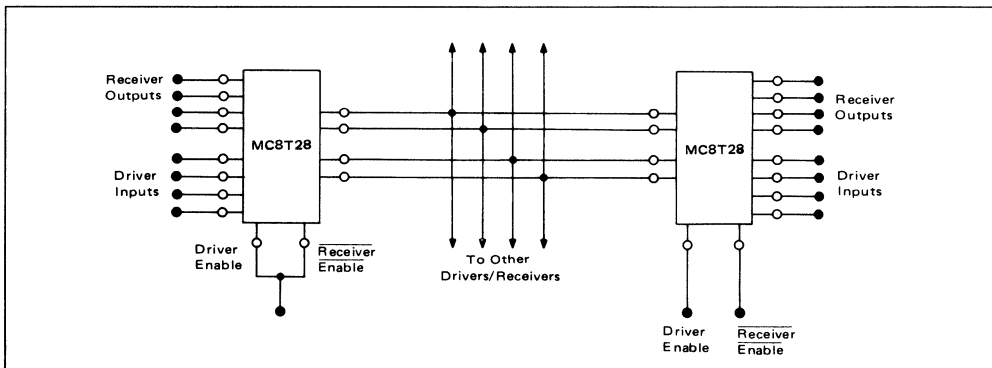 Receiver
Outputs
MC8T28
Driver
Inputs
Driver
Enable
Receiver
Enable
To Other
Drivers/Receivers
MC8T28
Receiver
Outputs
Driver
Inputs
Driver
Enable
Receiver
Enable